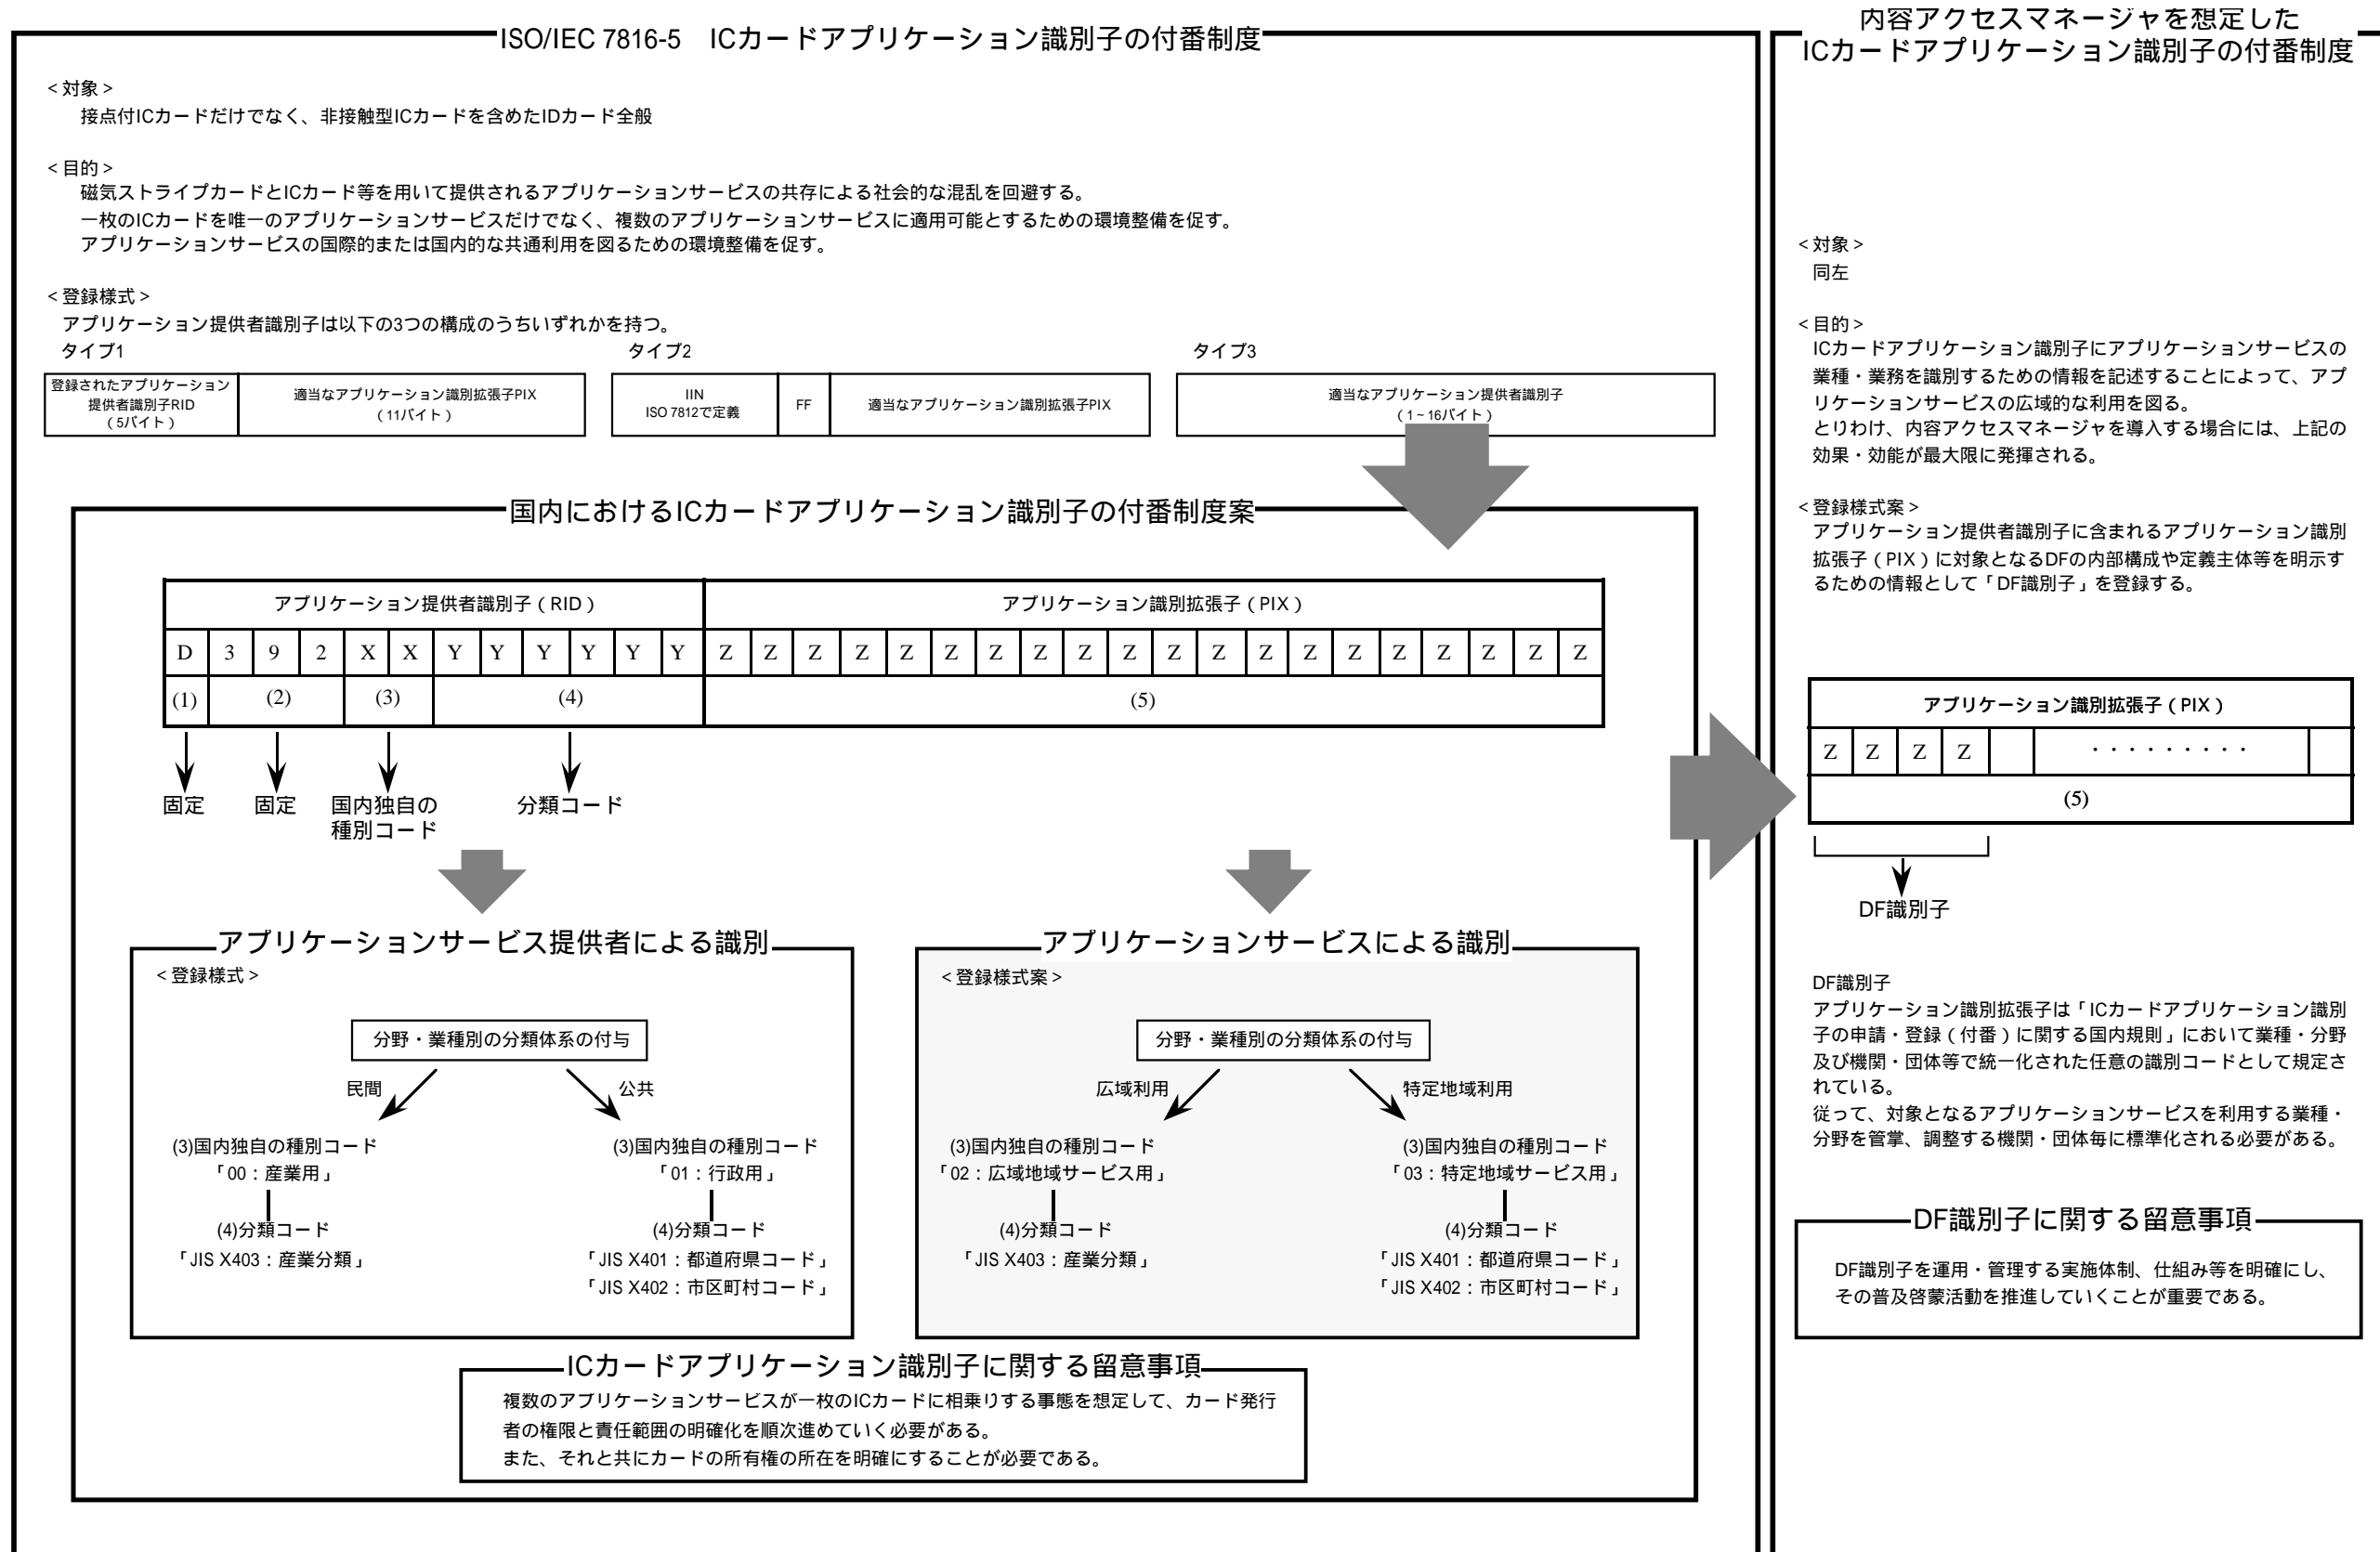 ISO/IEC 7816-5　ICカードアプリケーション識別子の付番制度
＜対象＞
接点付ICカードだけでなく、非接触型ICカードを含めたIDカード全般
＜目的＞
磁気ストライプカードとICカード等を用いて提供されるアプリケーションサービスの共存による社会的な混乱を回避する。
一枚のICカードを唯一のアプリケーションサービスだけでなく、複数のアプリケーションサービスに適用可能とするための環境整備を促す。
アプリケーションサービスの国際的または国内的な共通利用を図るための環境整備を促す。
＜登録様式＞
アプリケーション提供者識別子は以下の3つの構成のうちいずれかを持つ。
タイプ1
登録されたアプリケーション
提供者識別子RID
（5バイト）
適当なアプリケーション識別拡張子PIX
（11バイト）
タイプ2
IIN
ISO 7812で定義
FF
適当なアプリケーション識別拡張子PIX
タイプ3
適当なアプリケーション提供者識別子
（1～16バイト）
国内におけるICカードアプリケーション識別子の付番制度案
アプリケーション提供者識別子（RID）
アプリケーション識別拡張子（PIX）
D 3 9 2 X X Y Y Y Y Y Y Z Z Z Z Z Z Z Z Z Z Z Z Z Z Z Z Z Z Z Z
(1) (2) (3) (4) (5)
固定
固定
国内独自の
種別コード
分類コード
アプリケーションサービス提供者による識別
＜登録様式＞
分野・業種別の分類体系の付与
民間
公共
(3)国内独自の種別コード
「00：産業用」
(4)分類コード
「JIS X403：産業分類」
(3)国内独自の種別コード
「01：行政用」
(4)分類コード
「JIS X401：都道府県コード」
「JIS X402：市区町村コード」
アプリケーションサービスによる識別
＜登録様式案＞
分野・業種別の分類体系の付与
広域利用
特定地域利用
(3)国内独自の種別コード
「02：広域地域サービス用」
(4)分類コード
「JIS X403：産業分類」
(3)国内独自の種別コード
「03：特定地域サービス用」
(4)分類コード
「JIS X401：都道府県コード」
「JIS X402：市区町村コード」
ICカードアプリケーション識別子に関する留意事項
複数のアプリケーションサービスが一枚のICカードに相乗りする事態を想定して、カード発行
者の権限と責任範囲の明確化を順次進めていく必要がある。
また、それと共にカードの所有権の所在を明確にすることが必要である。
内容アクセスマネージャを想定した
ICカードアプリケーション識別子の付番制度
＜対象＞
同左
＜目的＞
ICカードアプリケーション識別子にアプリケーションサービスの
業種・業務を識別するための情報を記述することによって、アプ
リケーションサービスの広域的な利用を図る。
とりわけ、内容アクセスマネージャを導入する場合には、上記の
効果・効能が最大限に発揮される。
＜登録様式案＞
アプリケーション提供者識別子に含まれるアプリケーション識別
拡張子（PIX）に対象となるDFの内部構成や定義主体等を明示す
るための情報として「DF識別子」を登録する。
アプリケーション識別拡張子（PIX）
Z Z Z Z ・・・・・・・・・
(5)
DF識別子
DF識別子
アプリケーション識別拡張子は「ICカードアプリケーション識別
子の申請・登録（付番）に関する国内規則」において業種・分野
及び機関・団体等で統一化された任意の識別コードとして規定さ
れている。
従って、対象となるアプリケーションサービスを利用する業種・
分野を管掌、調整する機関・団体毎に標準化される必要がある。
DF識別子に関する留意事項
DF識別子を運用・管理する実施体制、仕組み等を明確にし、
その普及啓蒙活動を推進していくことが重要である。